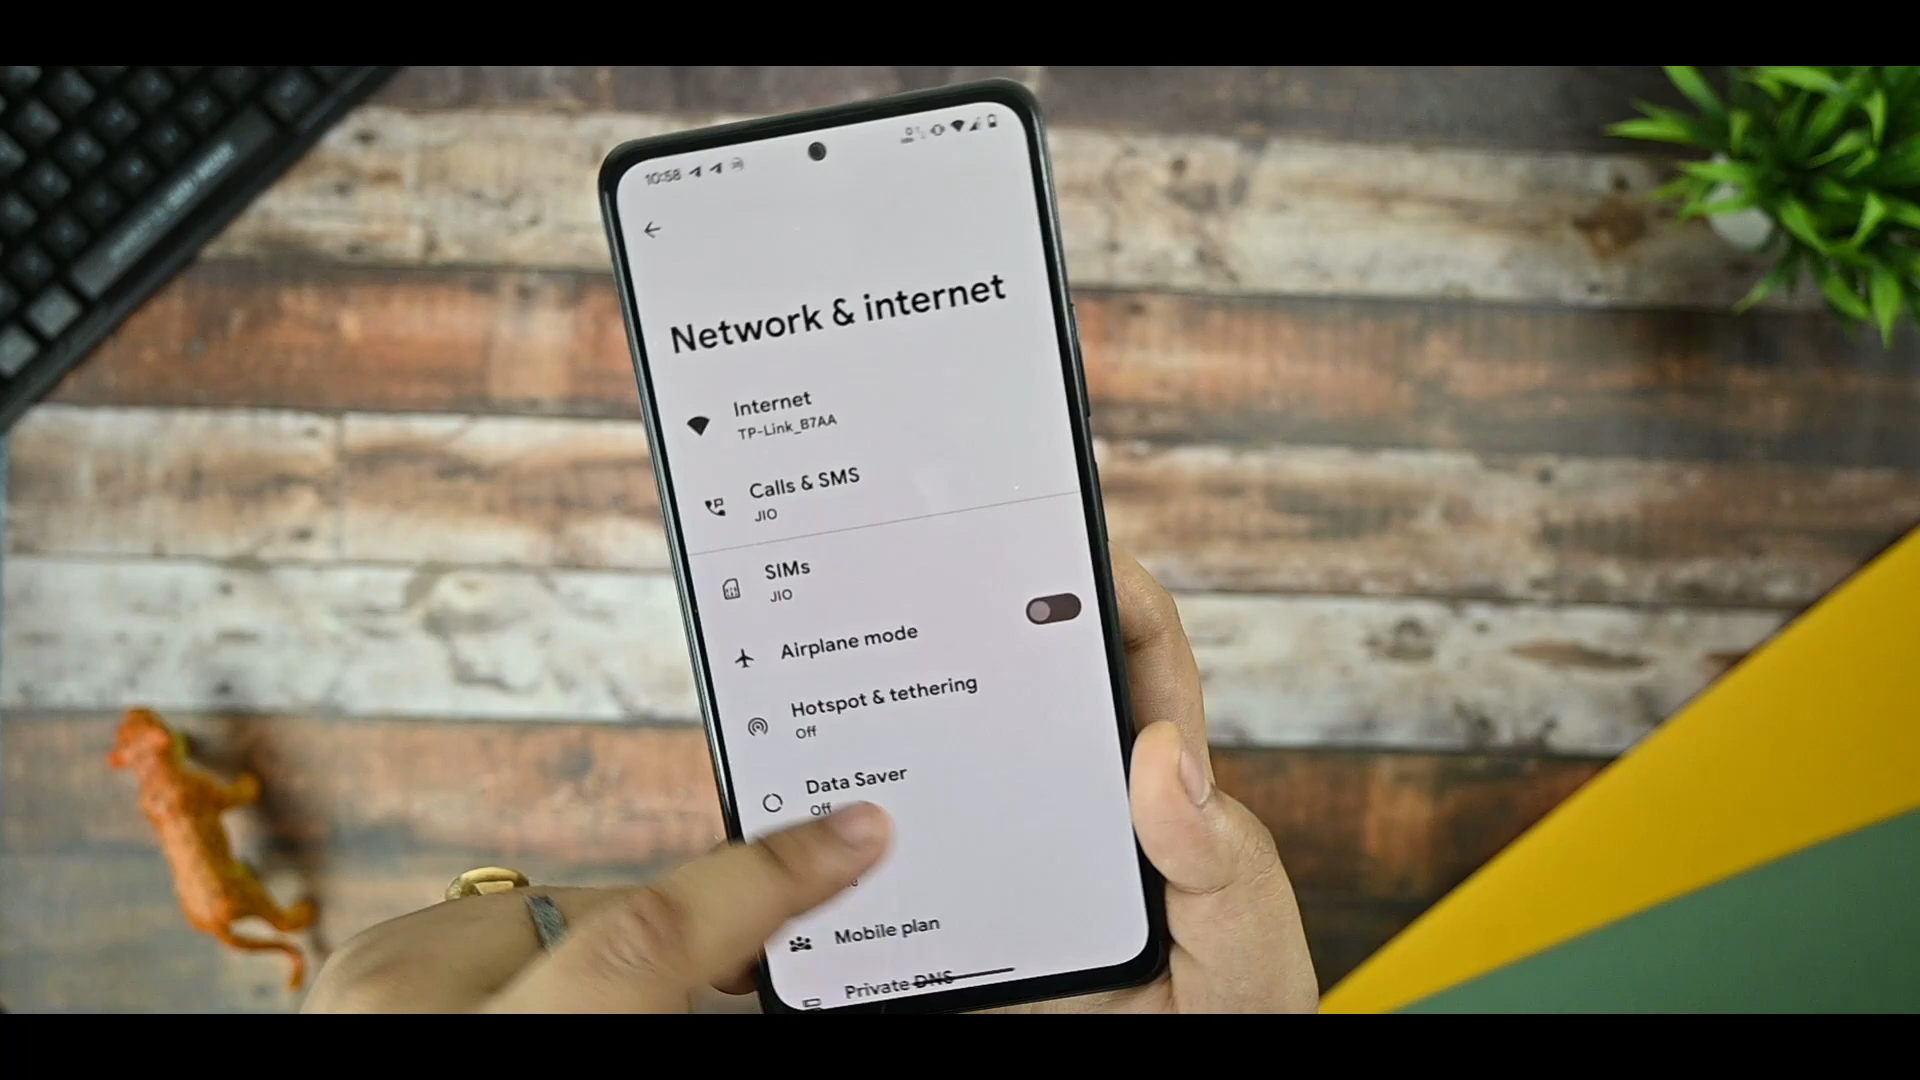 10:58
Network & internet
Internet
TP-Link_B7AA
Calls & SMS
JIO
SIMs
JIO
Airplane mode
Hotspot & tethering
Off
Data Saver
Off
Mobile plan
Private DNS